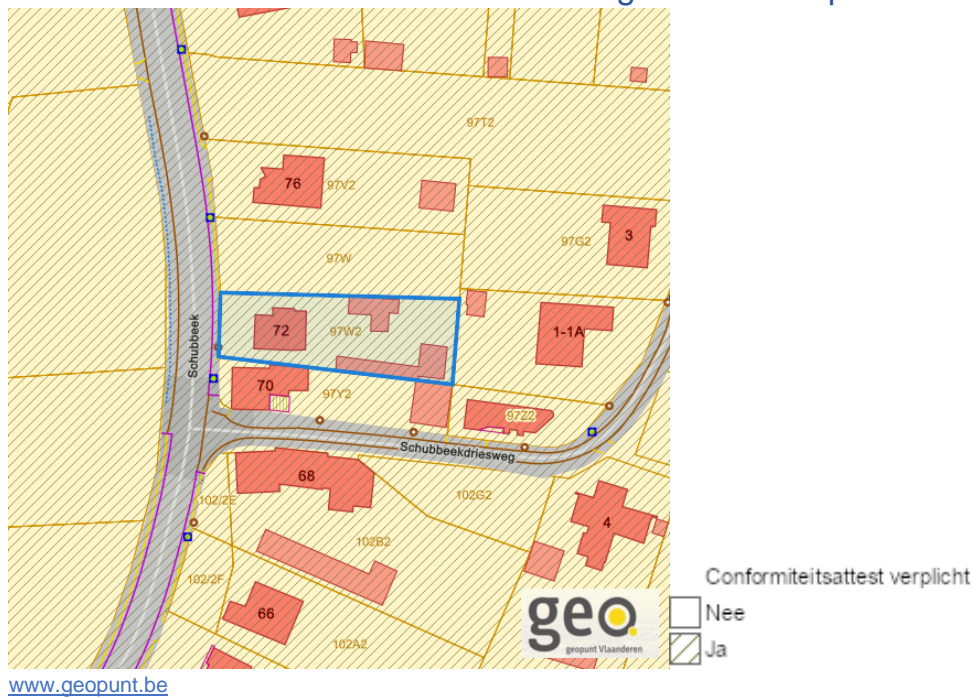 97T2
76
97V2
3
97G2
97W
Schubbeek
72
97W2
1-1A
70
97Y2
97Z2
Schubbeekdriesweg
68
102/2E
102G2
4
102B2
102/2F
66
102A2
geo
geopunt Vlaanderen
Conformiteitsattest verplicht
Nee
Ja
www.geopunt.be